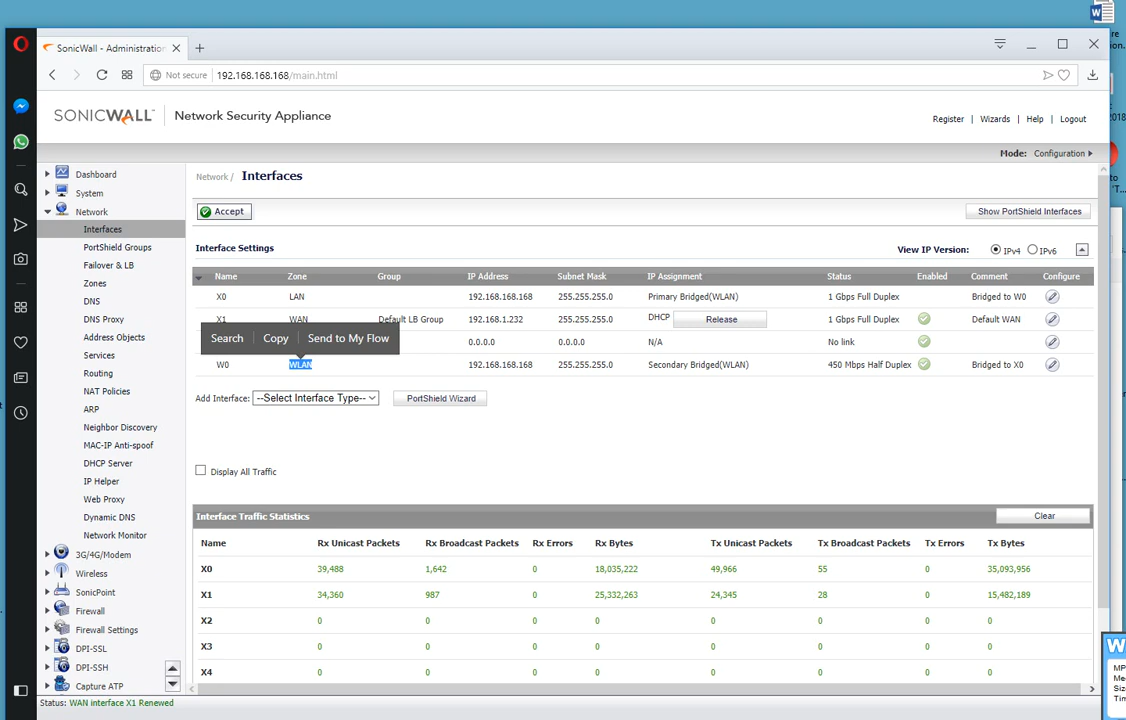 SonicWall - Administration
Not secure 192.168.168.168/main.html
SONICWALL Network Security Appliance
Register | Wizards | Help | Logout
Mode: Configuration
Dashboard
System
Network
Interfaces
PortShield Groups
Failover & LB
Zones
DNS
DNS Proxy
Address Objects
Services
Routing
NAT Policies
ARP
Neighbor Discovery
MAC-IP Anti-spoof
DHCP Server
IP Helper
Web Proxy
Dynamic DNS
Network Monitor
3G/4G/Modem
Wireless
SonicPoint
Firewall
Firewall Settings
DPI-SSL
DPI-SSH
Capture ATP
Network / Interfaces
Accept Show PortShield Interfaces
Interface Settings View IP Version: IPv4 IPv6
Name Zone Group IP Address Subnet Mask IP Assignment Status Enabled Comment Configure
X0 LAN 192.168.168.168 255.255.255.0 Primary Bridged(WLAN) 1 Gbps Full Duplex Bridged to W0
X1 WAN Default LB Group 192.168.1.232 255.255.255.0 DHCP Release 1 Gbps Full Duplex Default WAN
Search Copy Send to My Flow 0.0.0.0 255.255.255.0 N/A No link
W0 WLAN 192.168.168.168 255.255.255.0 Secondary Bridged(WLAN) 450 Mbps Half Duplex Bridged to X0
Add Interface: --Select Interface Type-- PortShield Wizard
Display All Traffic
Interface Traffic Statistics Clear
Name Rx Unicast Packets Rx Broadcast Packets Rx Errors Rx Bytes Tx Unicast Packets Tx Broadcast Packets Tx Errors Tx Bytes
X0 39,488 1,642 0 18,035,222 49,966 55 0 35,093,956
X1 34,360 987 0 25,332,263 24,345 28 0 15,482,189
X2 0 0 0 0 0 0 0 0
X3 0 0 0 0 0 0 0 0
X4 0 0 0 0 0 0 0 0
Status: WAN interface X1 Renewed